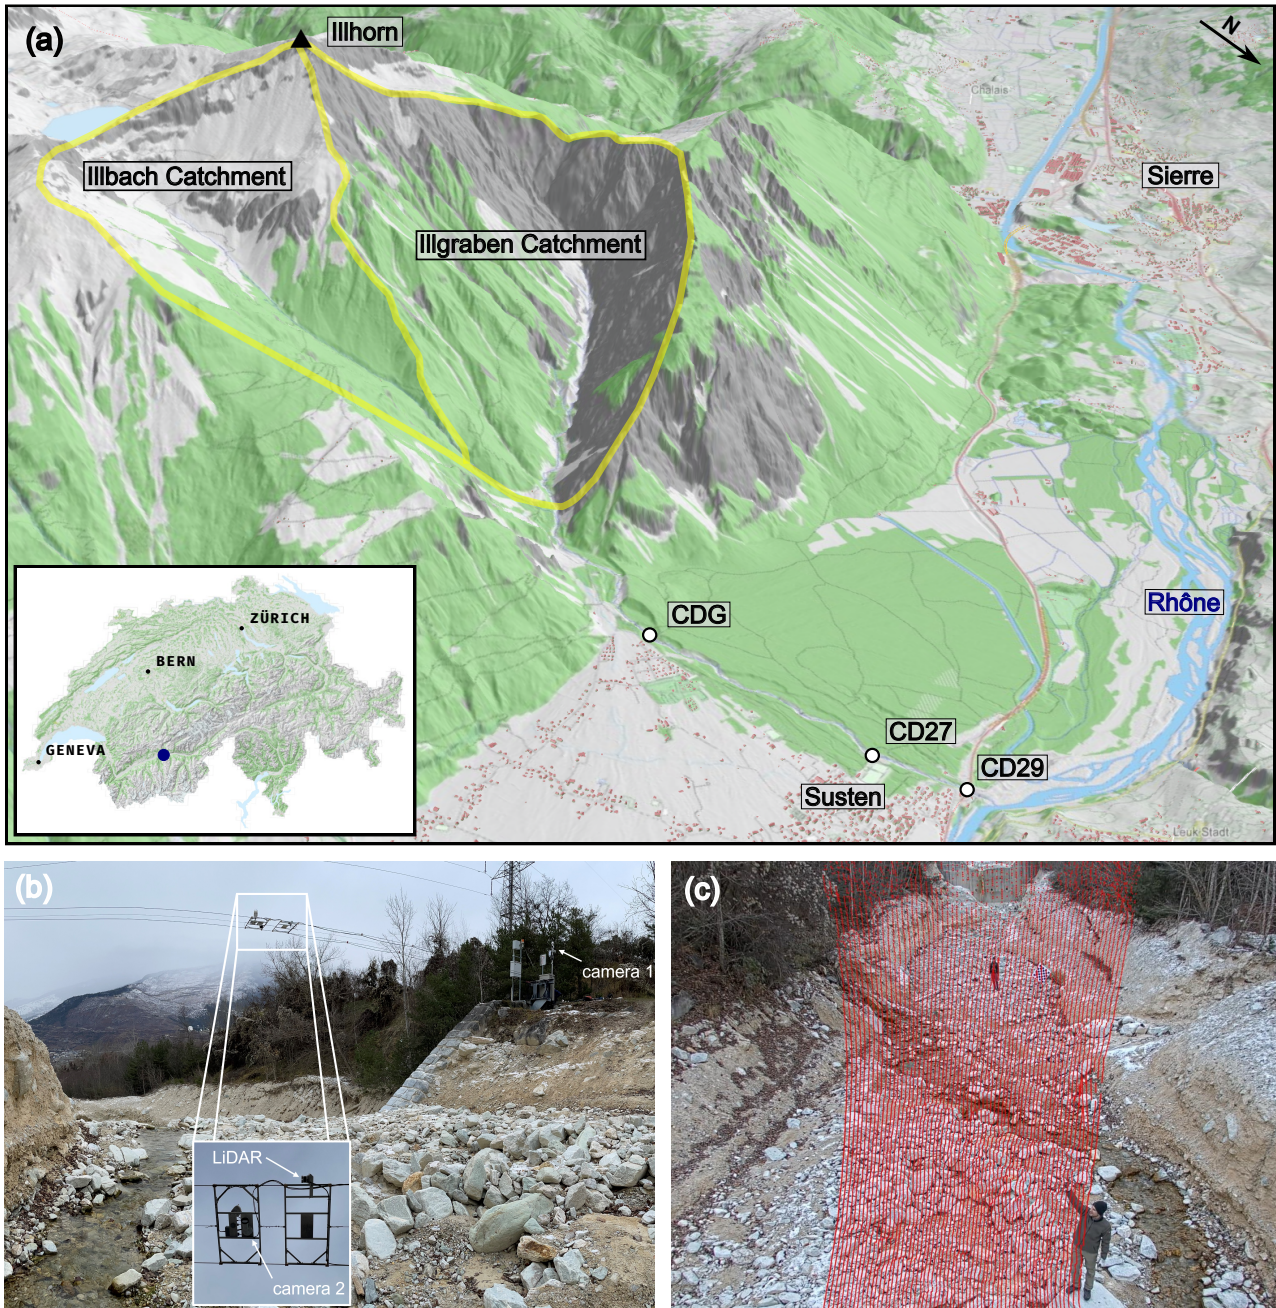 (a)
Illhorn
N
Chalais
Illbach Catchment
Sierre
Illgraben Catchment
Rhône
CDG
ZÜRICH
BERN
GENEVA
CD27
CD29
Susten
Leuk Stadt
(b)
camera 1
LiDAR
camera 2
(c)